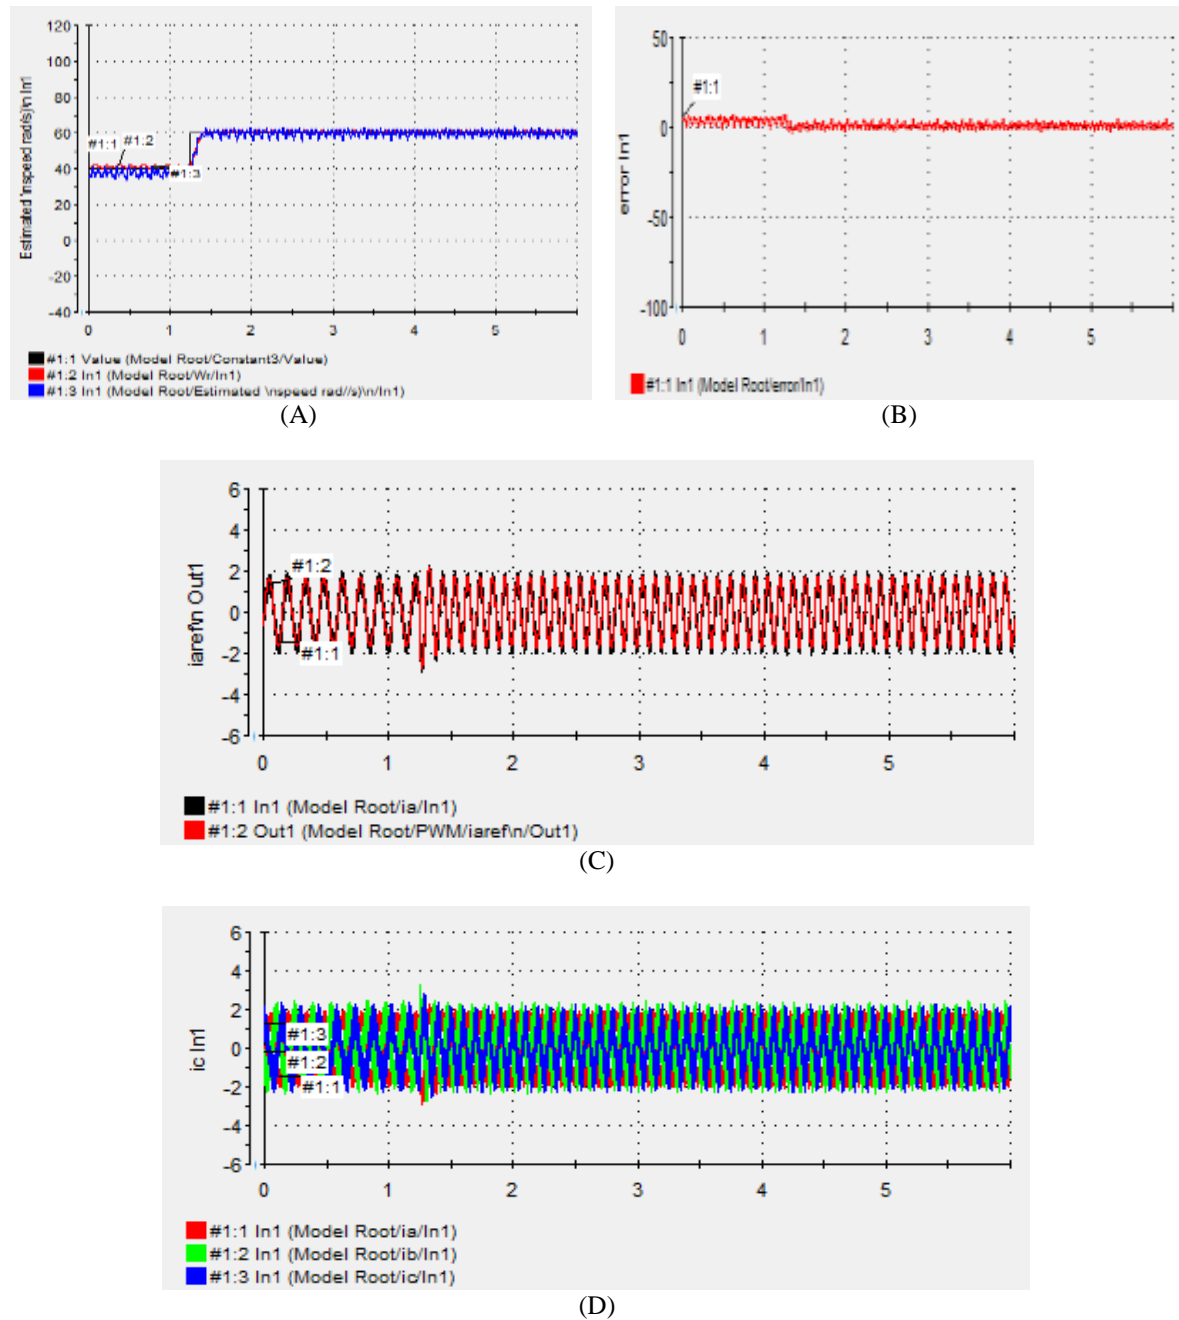 120
100
80
60
40
20
0
-20
-40
Estimated \nspeed rad/s)\n In1
#1:1 #1:2
#1:3
0 1 2 3 4 5
#1:1 Value (Model Root/Constant3/Value)
#1:2 In1 (Model Root/Wr/In1)
#1:3 In1 (Model Root/Estimated \nspeed rad//s)\n/In1)
(A)
50
0
-50
-100
error In1
#1:1
0 1 2 3 4 5
#1:1 In1 (Model Root/error/In1)
(B)
6
4
2
0
-2
-4
-6
iaref\n Out1
#1:2
#1:1
0 1 2 3 4 5
#1:1 In1 (Model Root/ia/In1)
#1:2 Out1 (Model Root/PWM/iaref\n/Out1)
(C)
6
4
2
0
-2
-4
-6
ic In1
#1:3
#1:2
#1:1
0 1 2 3 4 5
#1:1 In1 (Model Root/ia/In1)
#1:2 In1 (Model Root/ib/In1)
#1:3 In1 (Model Root/ic/In1)
(D)